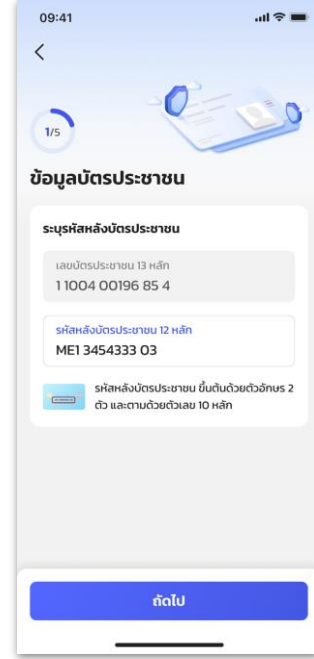 09:41
1/5
ข้อมูลบัตรประชาชน
ระบุรหัสหลังบัตรประชาชน
เลขบัตรประชาชน 13 หลัก
1 1004 00196 85 4
รหัสหลังบัตรประชาชน 12 หลัก
ME1 3454333 03
รหัสหลังบัตรประชาชน ขึ้นต้นด้วยตัวอักษร 2
ตัว และตามด้วยตัวเลข 10 หลัก
ถัดไป